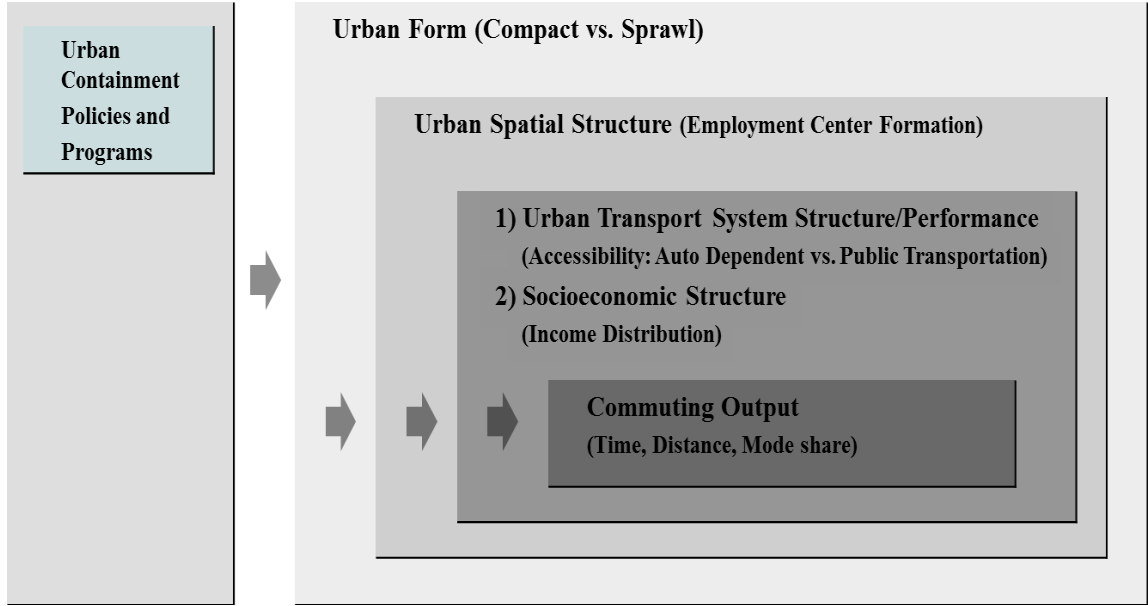 Urban
Containment
Policies and
Programs
Urban Form (Compact vs. Sprawl)
Urban Spatial Structure (Employment Center Formation)
1) Urban Transport System Structure/Performance
(Accessibility: Auto Dependent vs. Public Transportation)
2) Socioeconomic Structure
(Income Distribution)
Commuting Output
(Time, Distance, Mode share)